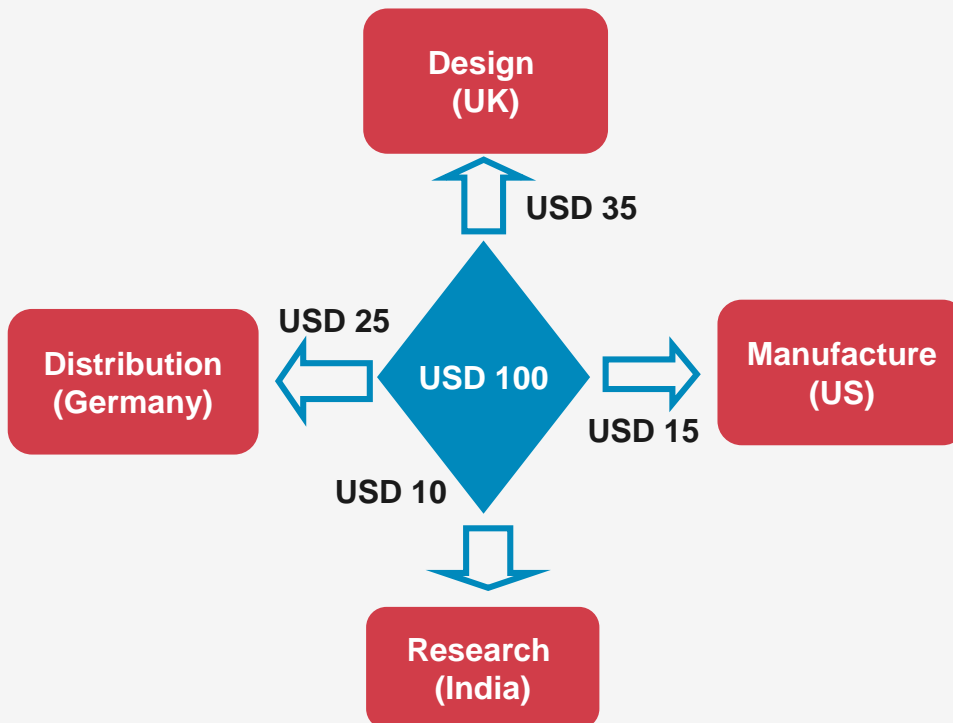 Design
(UK)
USD 35
USD 25
Distribution
(Germany)
USD 100
Manufacture
(US)
USD 15
USD 10
Research
(India)